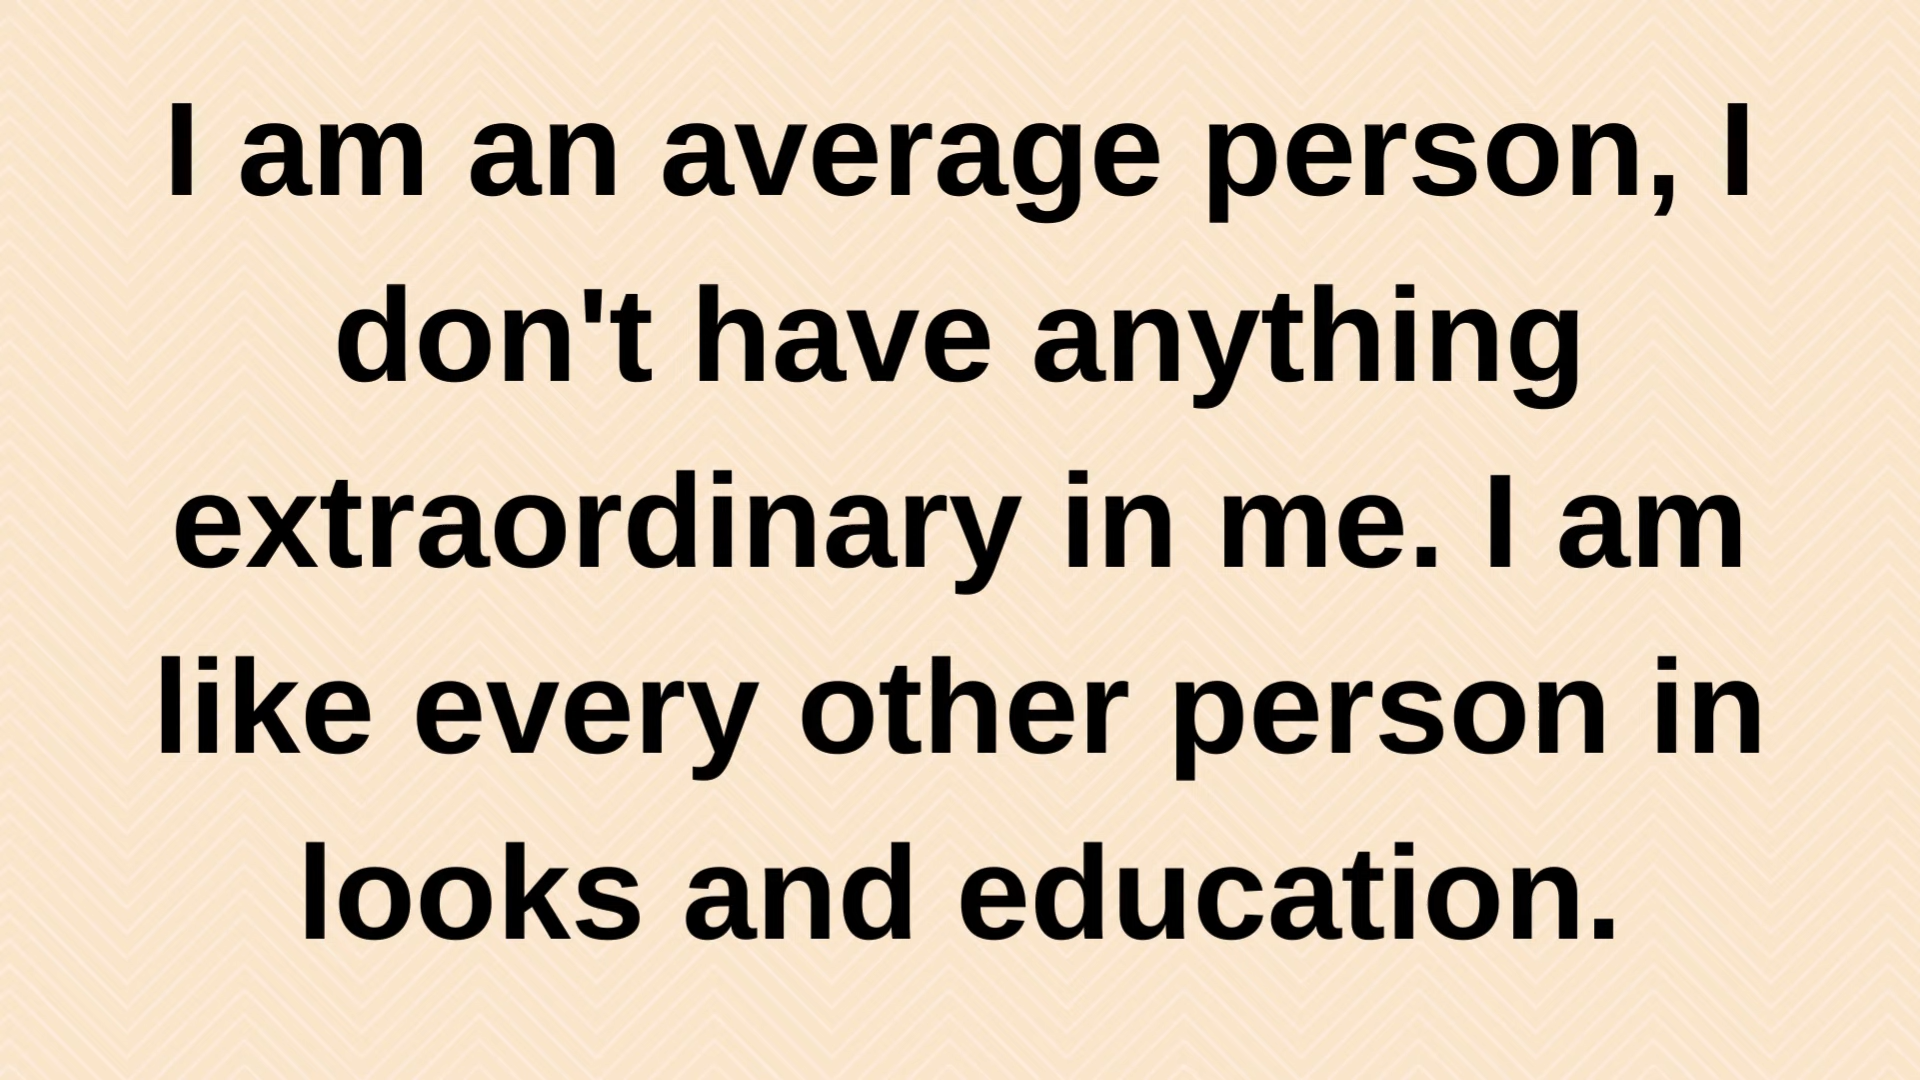 I am an average person, I
don't have anything
extraordinary in me. I am
like every other person in
looks and education.